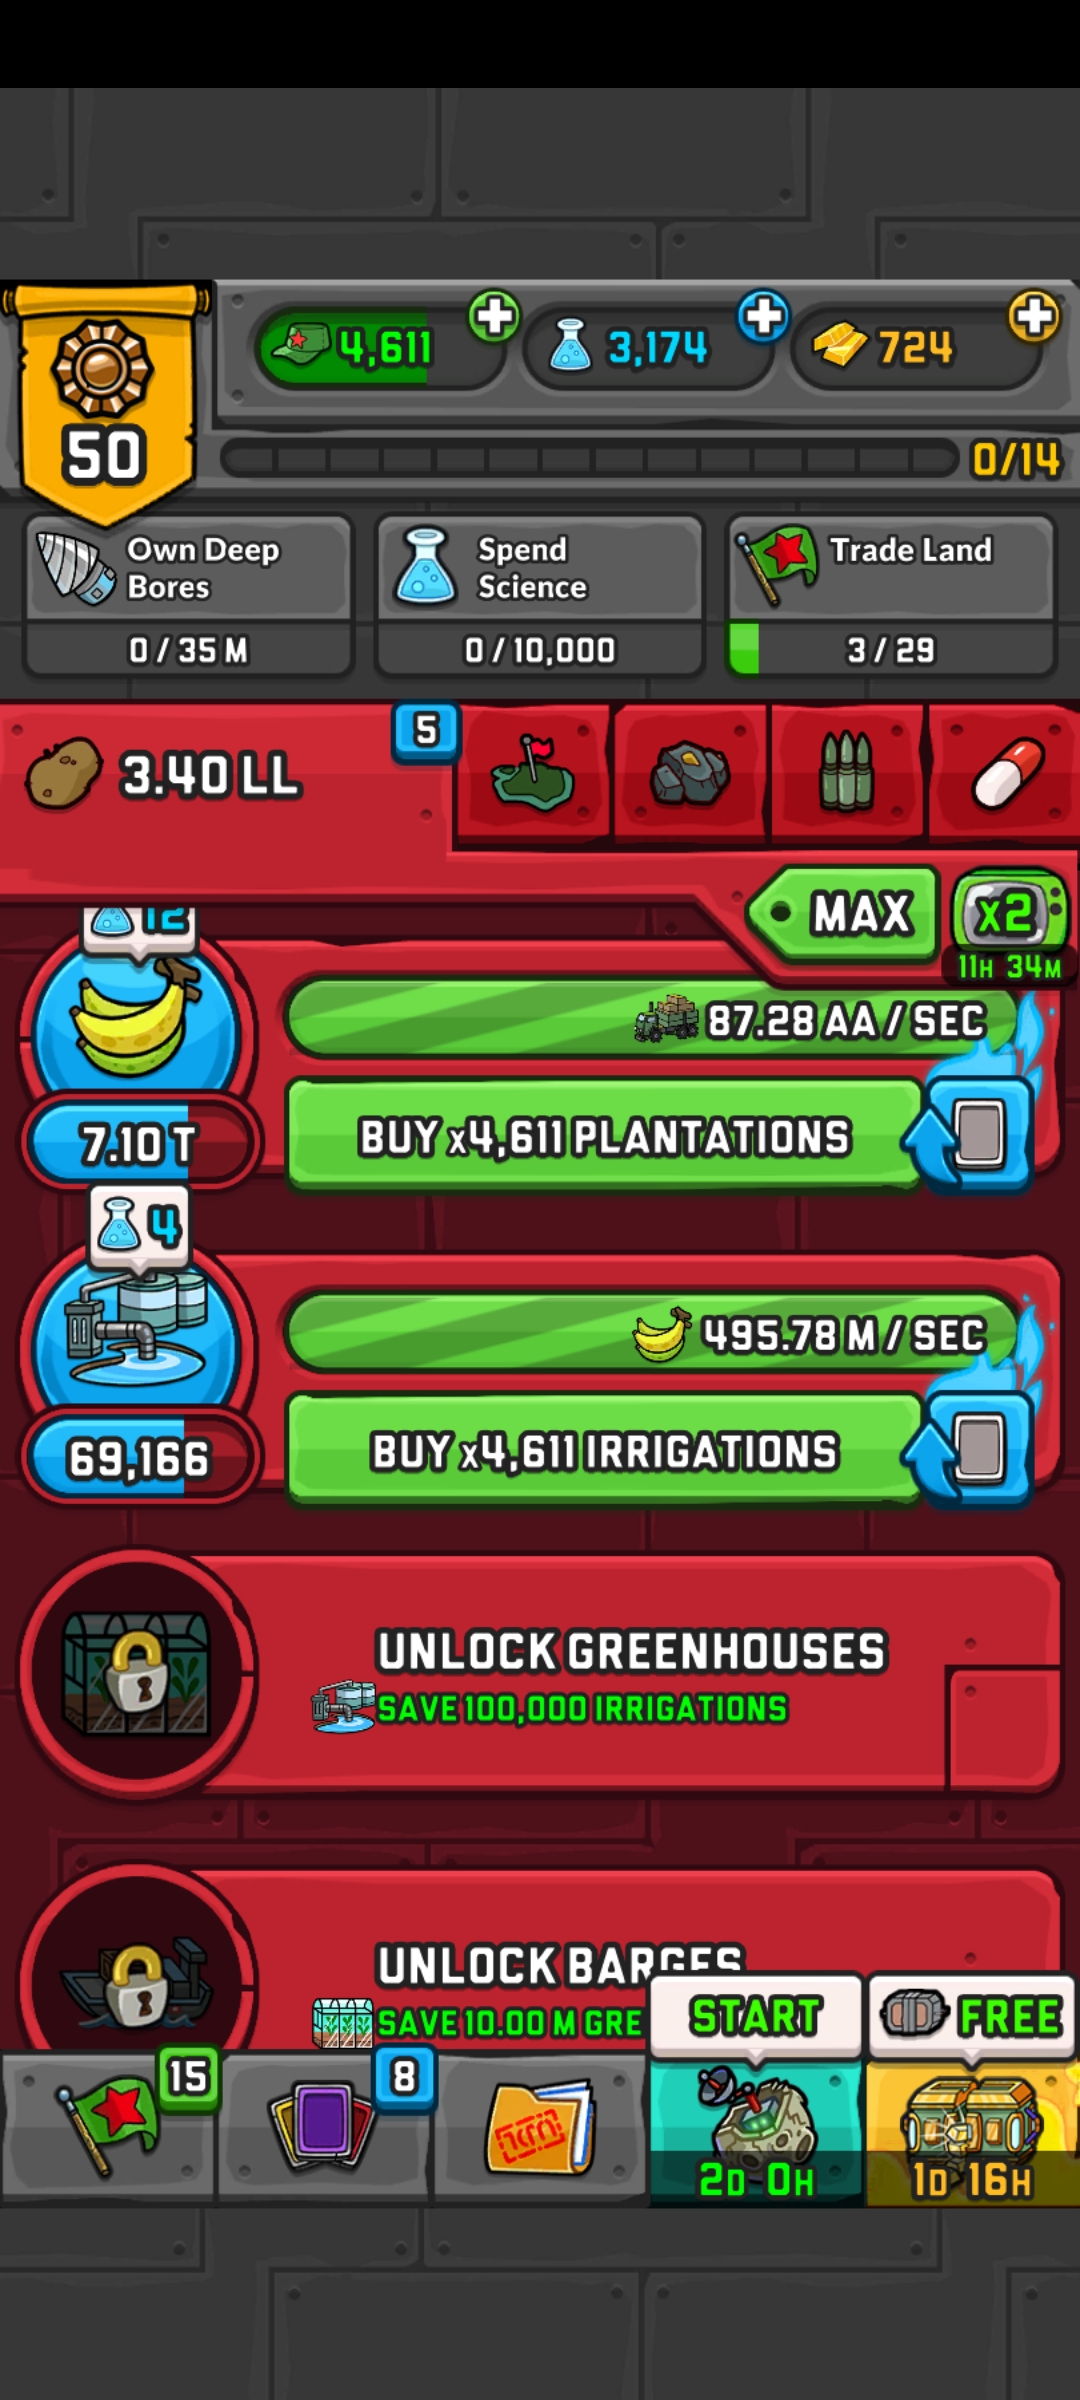 4,611
3,174
724
50
0/14
Own Deep
Bores
0 / 35 M
Spend
Science
0 / 10,000
Trade Land
3 / 29
3.40 LL
5
MAX
x2
11H 34M
12
87.28 AA / SEC
7.10 T
BUY x4,611 PLANTATIONS
4
495.78 M / SEC
69,166
BUY x4,611 IRRIGATIONS
UNLOCK GREENHOUSES
SAVE 100,000 IRRIGATIONS
UNLOCK BARGES
SAVE 10.00 M GRE
START
FREE
15
8
2D 0H
1D 16H